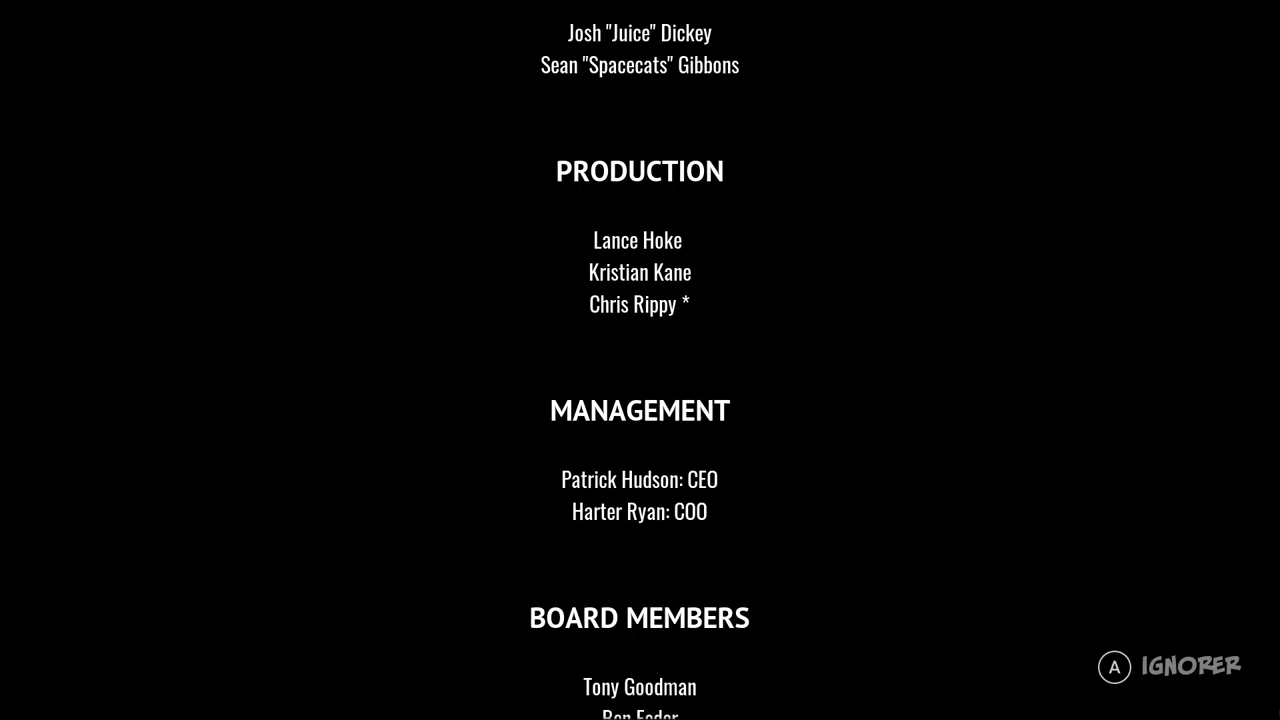 Josh "Juice" Dickey
Sean "Spacecats" Gibbons
PRODUCTION
Lance Hoke
Kristian Kane
Chris Rippy *
MANAGEMENT
Patrick Hudson: CEO
Harter Ryan: COO
BOARD MEMBERS
Tony Goodman
A IGNORER